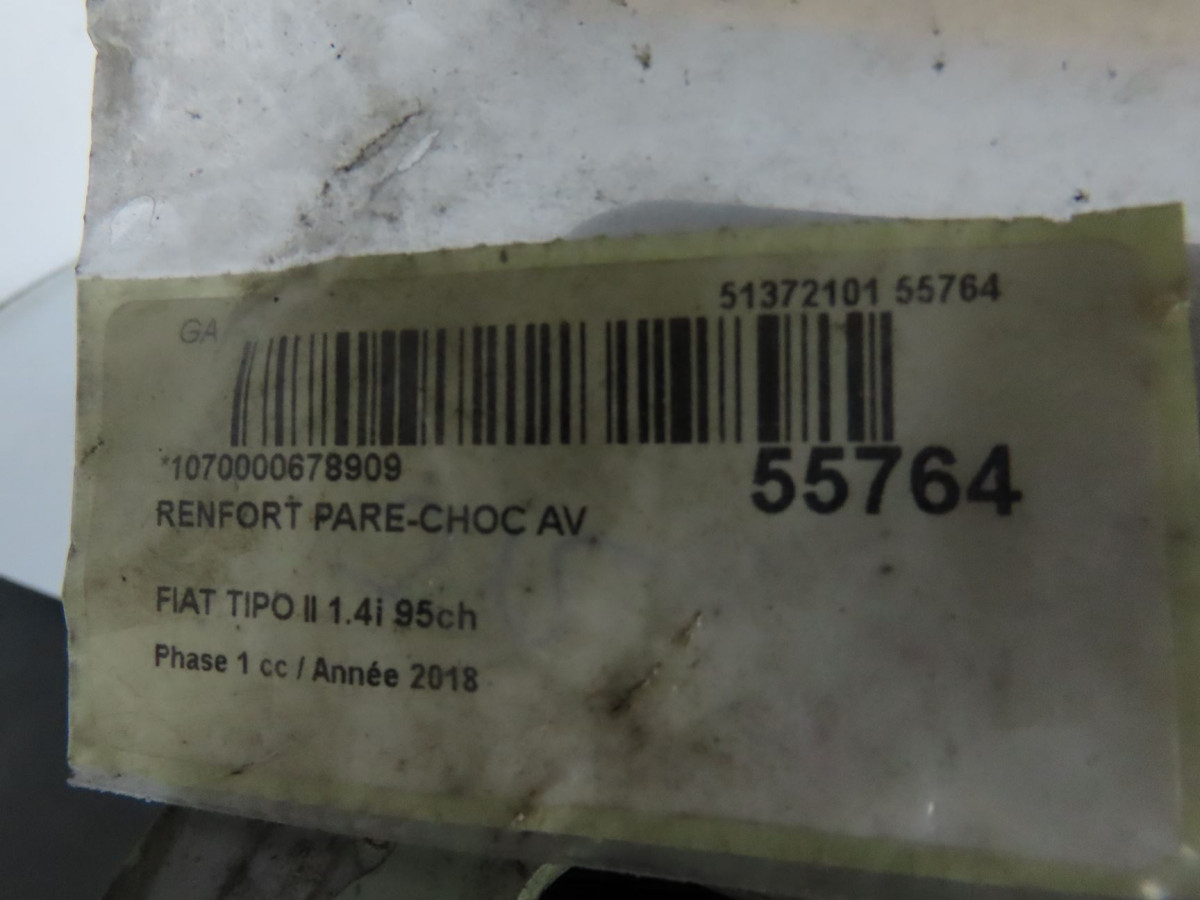 51372101 55764
GA
*1070000678909
55764
RENFORT PARE-CHOC AV
FIAT TIPO II 1.4i 95ch
Phase 1 cc / Année 2018